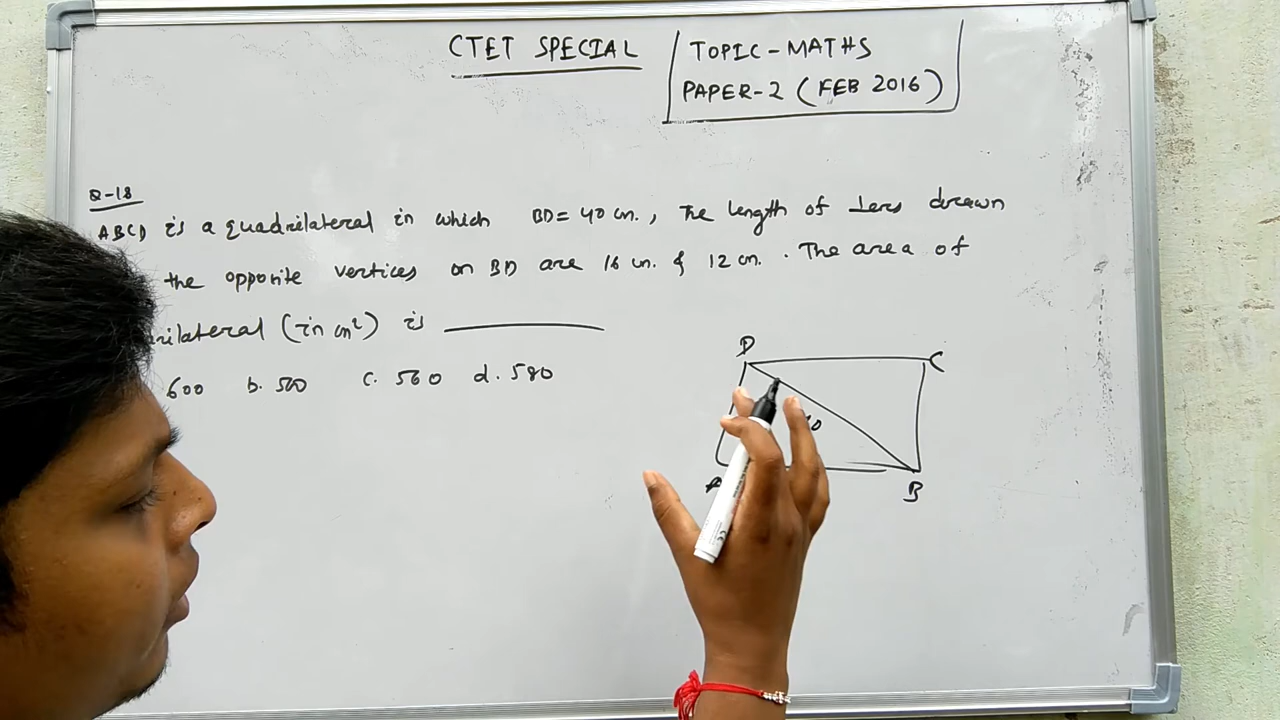 CTET SPECIAL
TOPIC-MATHS
PAPER-2 (FEB 2016)
Q-18
ABCD is a quadrilateral in which BD= 40 cm., The length of ⊥ers drawn
the opposite vertices on BD are 16 cm. & 12 cm. . The area of
(in cm²) is
600 b. 500 c. 560 d. 580
D C
B